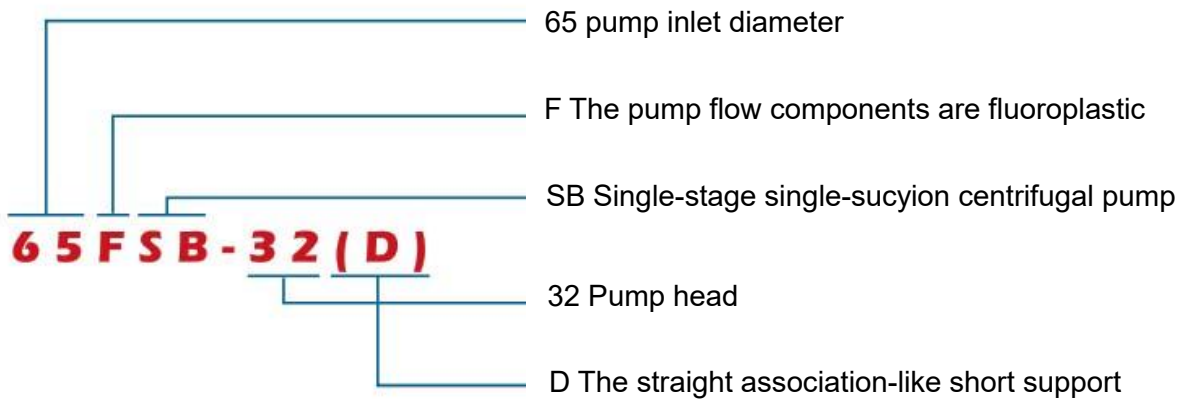 65 pump inlet diameter
F The pump flow components are fluoroplastic
SB Single-stage single-sucyion centrifugal pump
65FSB-32(D)
32 Pump head
D The straight association-like short support